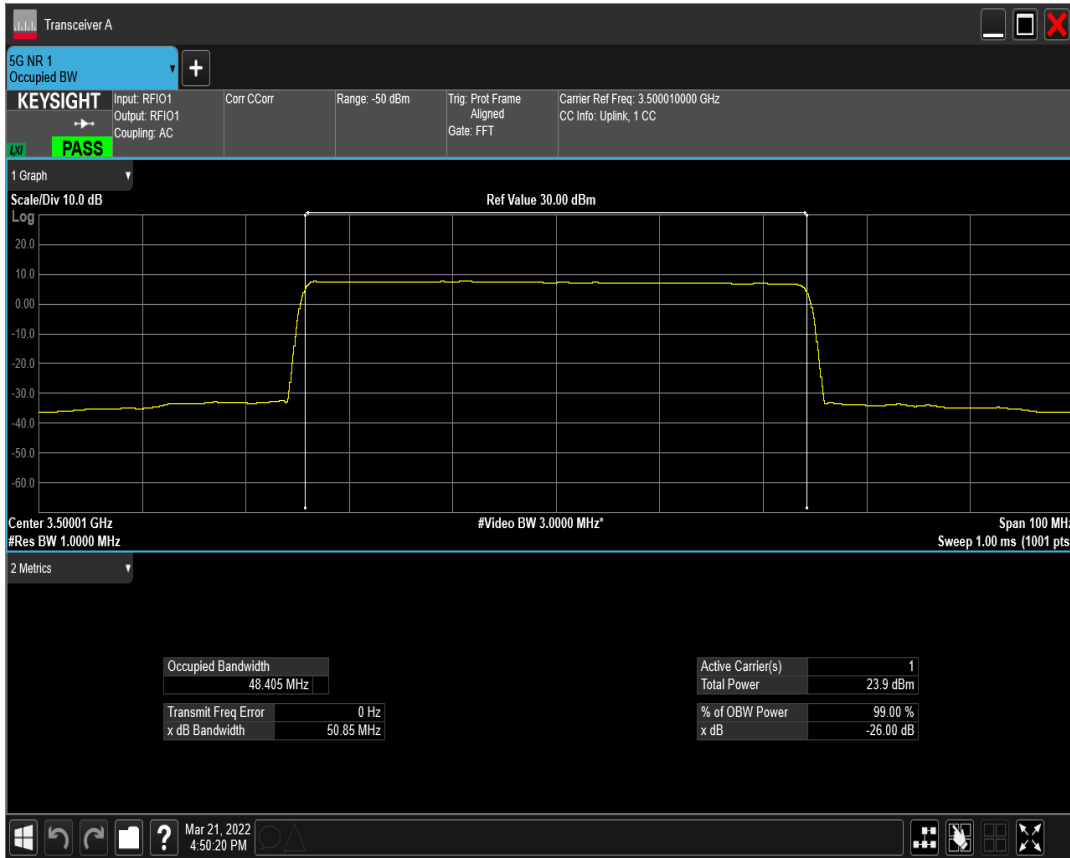 Transceiver A
5G NR 1
Occupied BW
KEYSIGHT
LXI
PASS
Input: RFIO1
Output: RFIO1
Coupling: AC
Corr CCorr
Range: -50 dBm
Trig: Prot Frame
Aligned
Gate: FFT
Carrier Ref Freq: 3.500010000 GHz
CC Info: Uplink, 1 CC
1 Graph
Scale/Div 10.0 dB
Ref Value 30.00 dBm
Log
20.0
10.0
0.00
-10.0
-20.0
-30.0
-40.0
-50.0
-60.0
Center 3.50001 GHz
#Video BW 3.0000 MHz*
Span 100 MHz
#Res BW 1.0000 MHz
Sweep 1.00 ms (1001 pts
2 Metrics
Occupied Bandwidth
48.405 MHz
Transmit Freq Error 0 Hz
x dB Bandwidth 50.85 MHz
Active Carrier(s) 1
Total Power 23.9 dBm
% of OBW Power 99.00 %
x dB -26.00 dB
?
Mar 21, 2022
4:50:20 PM